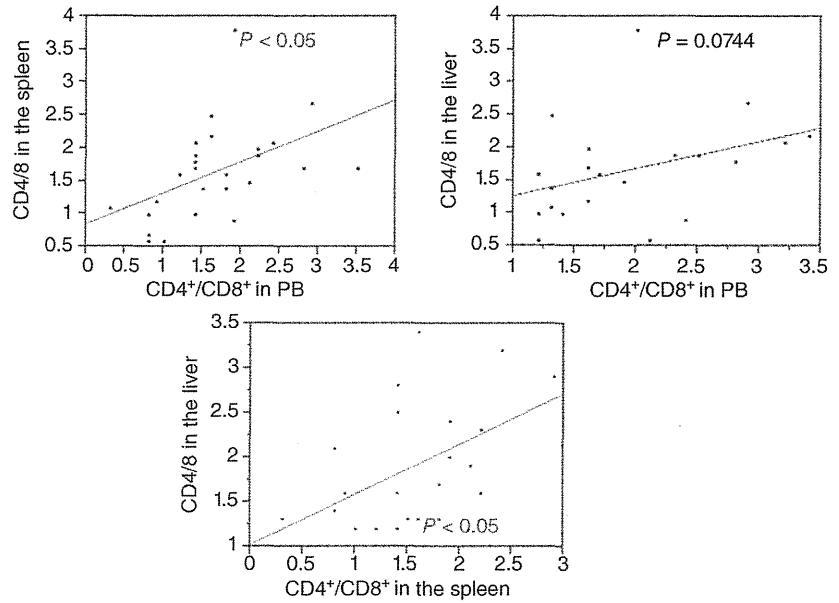 P < 0.05
CD4/8 in the spleen
4
3.5
3
2.5
2
1.5
1
0.5
0 0.5 1 1.5 2 2.5 3 3.5 4
CD4⁺/CD8⁺ in PB
P = 0.0744
CD4/8 in the liver
4
3.5
3
2.5
2
1.5
1
0.5
1 1.5 2 2.5 3 3.5
CD4⁺/CD8⁺ in PB
CD4/8 in the liver
3.5
3
2.5
2
1.5
1
P < 0.05
0 0.5 1 1.5 2 2.5 3
CD4⁺/CD8⁺ in the spleen